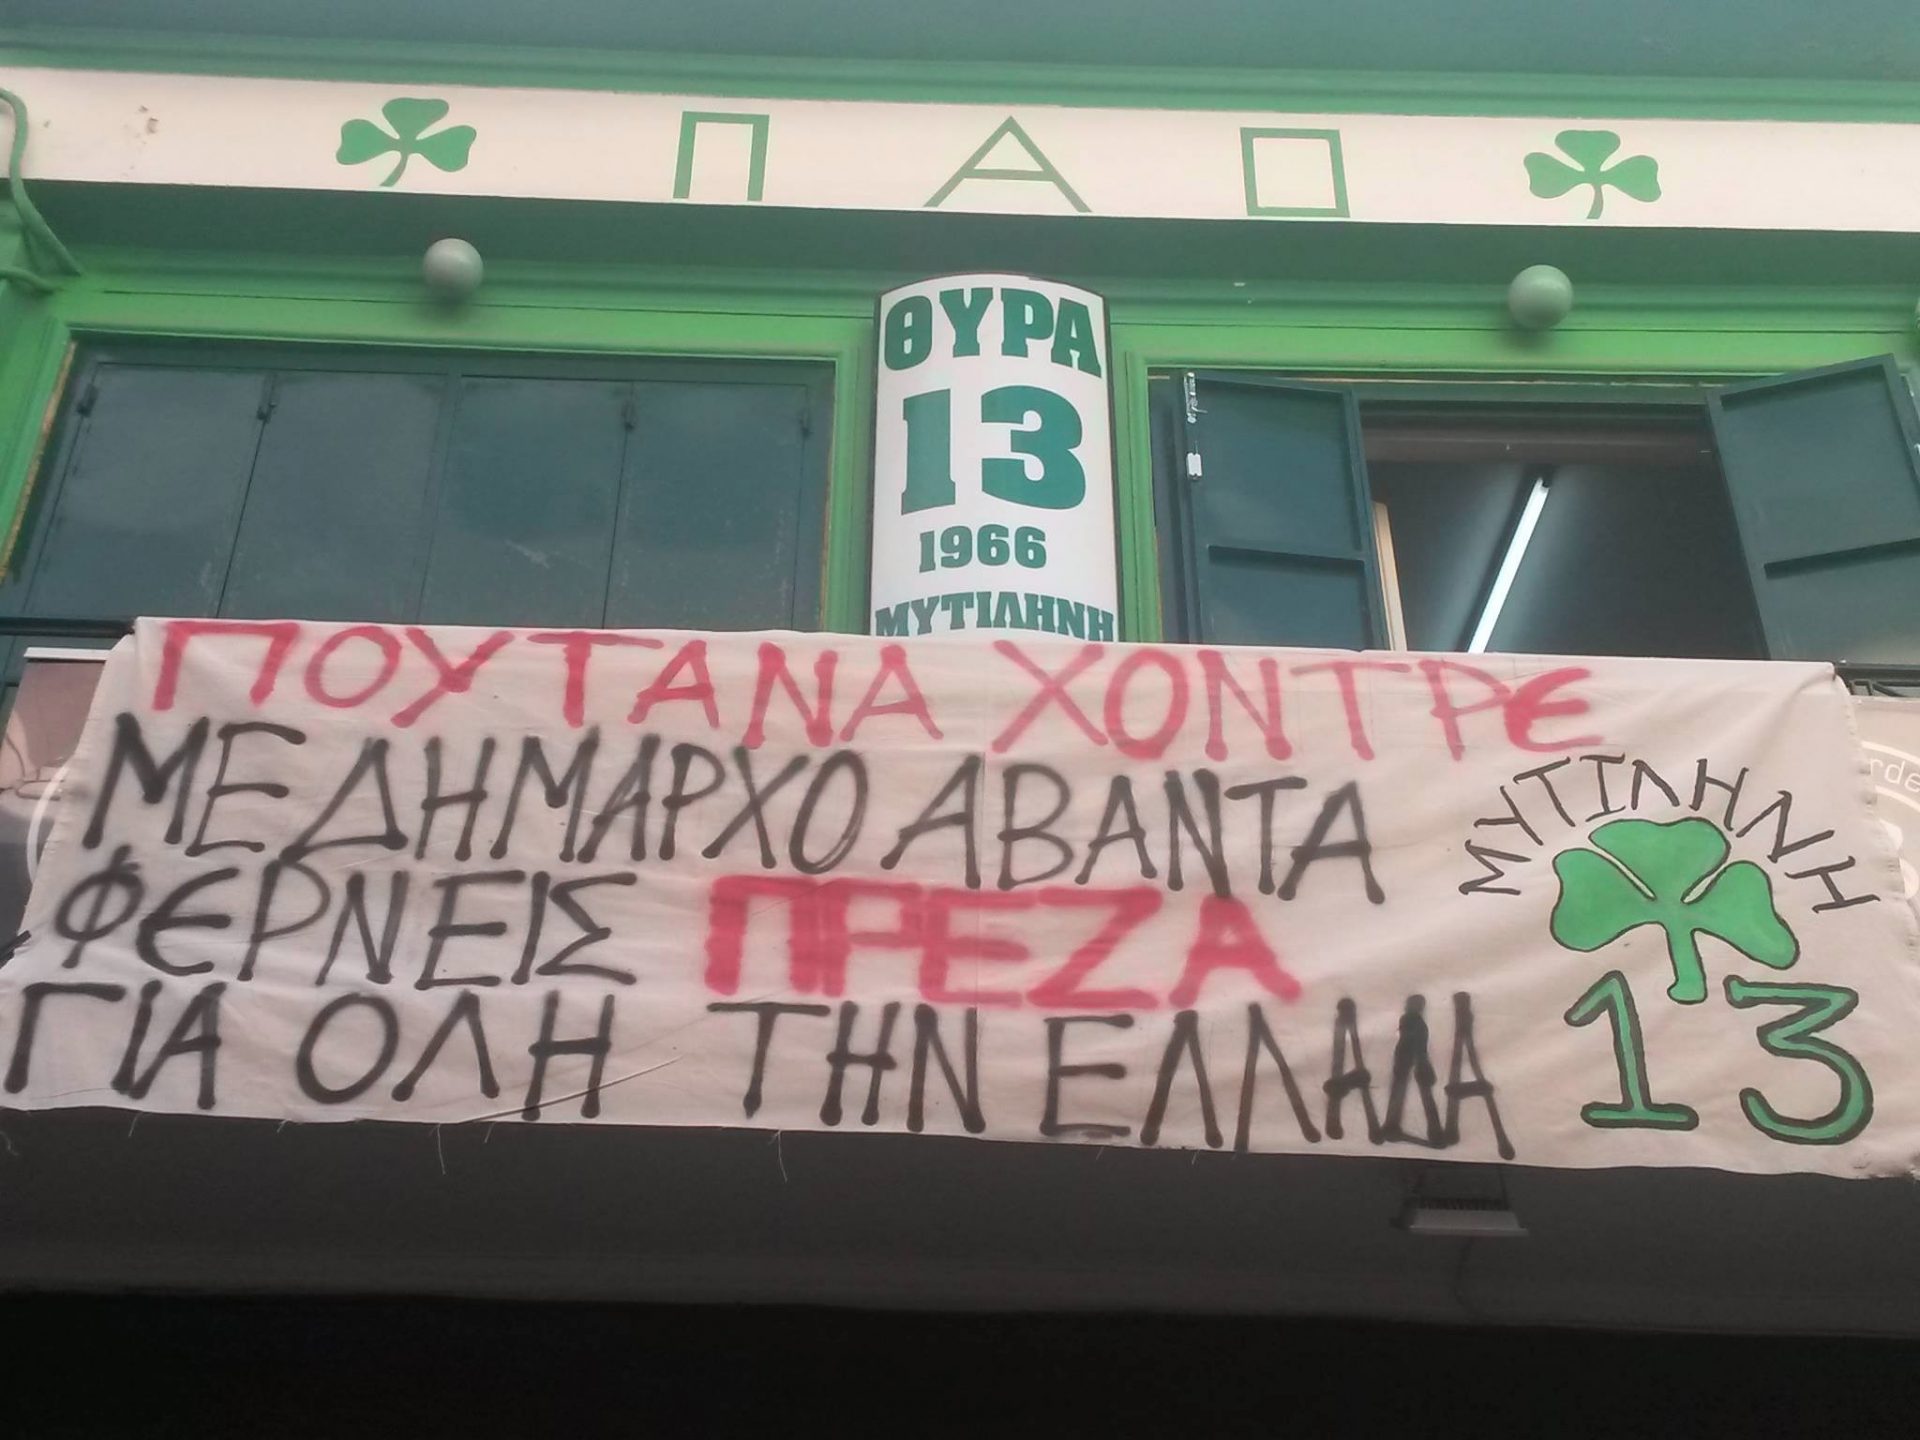 ΠΑΟ
ΘΥΡΑ
13
1966
ΜΥΤΙΛΗΝΗ
ΠΟΥΤΑΝΑ ΧΟΝΤΡΕ
ΜΕ ΔΗΜΑΡΧΟ ΑΒΑΝΤΑ
ΦΕΡΝΕΙΣ ΠΡΕΖΑ
ΓΙΑ ΟΛΗ ΤΗΝ ΕΛΛΑΔΑ
ΜΥΤΙΛΗΝΗ
13